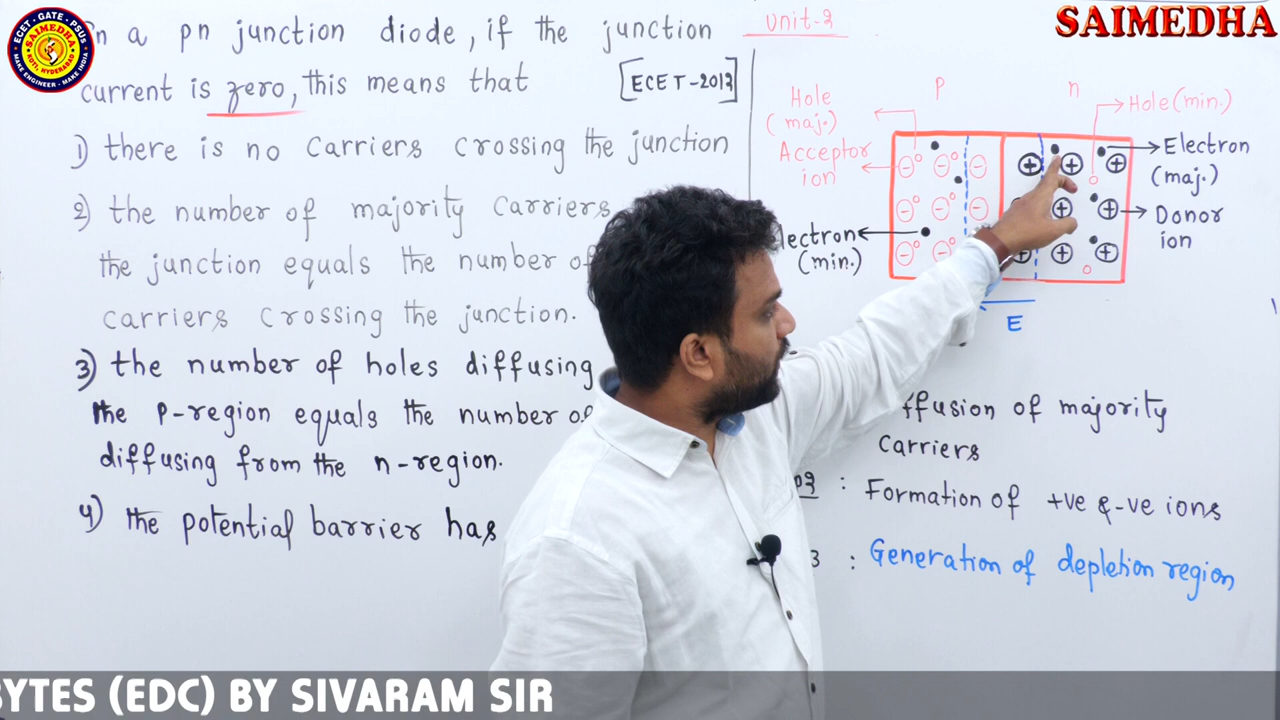 ECET - GATE - PSUS
SAIMEDHA
KOTI, HYDERABAD
MAKE ENGINEER - MAKE INDIA
SAIMEDHA
In a pn junction diode, if the junction
current is zero, this means that [ECET-2013]
1) there is no carriers crossing the junction
2) the number of majority carriers
the junction equals the number of
carriers crossing the junction.
3) the number of holes diffusing
the P-region equals the number of
diffusing from the n-region.
4) the potential barrier has
Unit-2
P n
Hole
(maj.)
Acceptor
ion
Hole(min.)
Electron
(maj.)
Donor
ion
lectron
(min.)
E
ffusion of majority
carriers
: Formation of +ve & -ve ions
3 : Generation of depletion region
BYTES (EDC) BY SIVARAM SIR